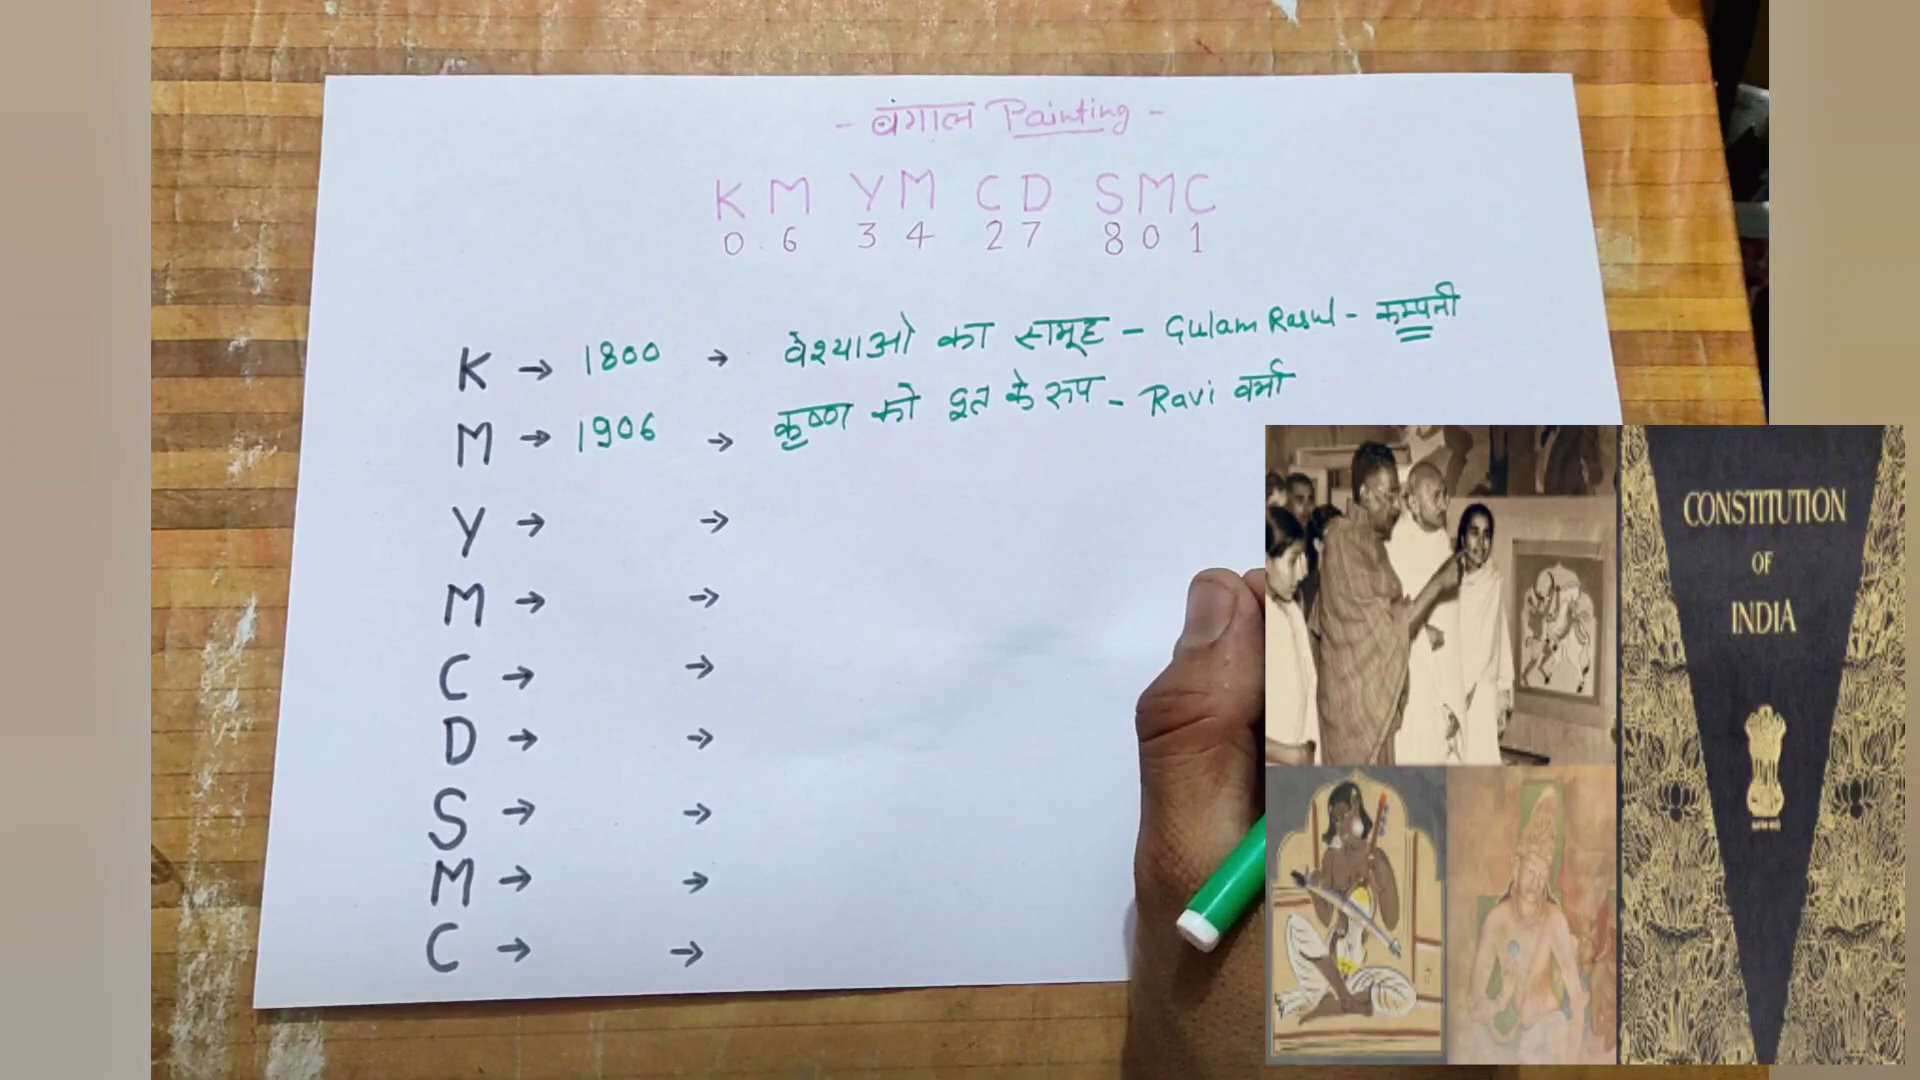 - बंगाल Painting -
K M Y M C D S M C
0 . 6 3 4 2 7 8 0 1
K → 1800 → वेश्याओ का समूह - Gulam Rasul - कम्पनी
M → 1906 → कृष्ण को दूत के रूप - Ravi वर्मा
Y → →
M → →
C → →
D → →
S → →
M → →
C → →
CONSTITUTION
OF
INDIA